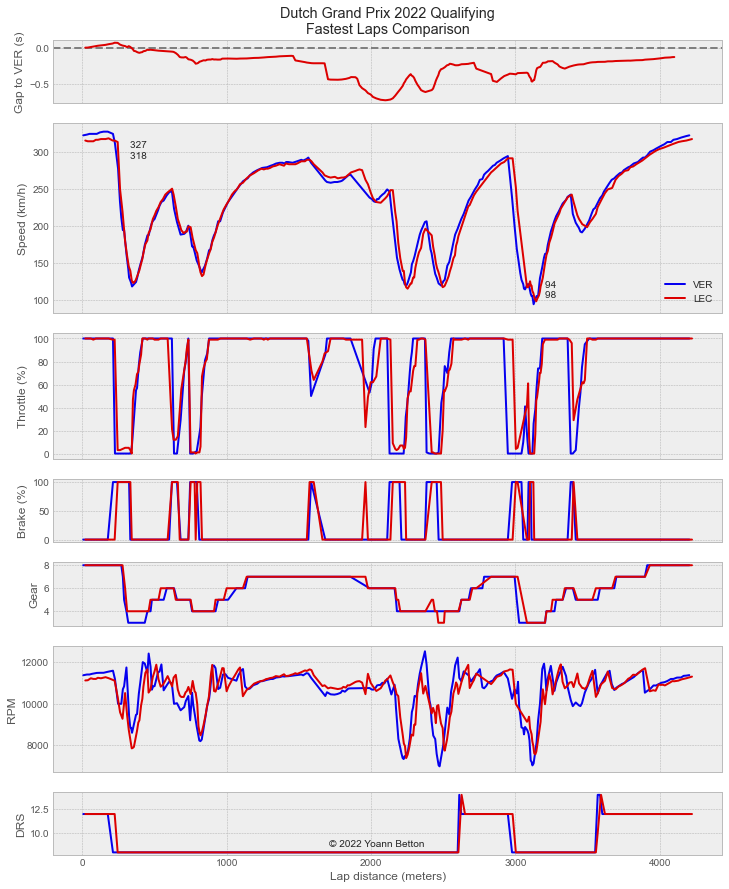 Dutch Grand Prix 2022 Qualifying
Fastest Laps Comparison
Gap to VER (s)
0.0
−0.5
Speed (km/h)
300
250
200
150
100
327
318
94
98
VER
LEC
Throttle (%)
100
80
60
40
20
0
Brake (%)
100
50
0
Gear
8
6
4
RPM
12000
10000
8000
DRS
12.5
10.0
© 2022 Yoann Betton
0
1000
2000
3000
4000
Lap distance (meters)